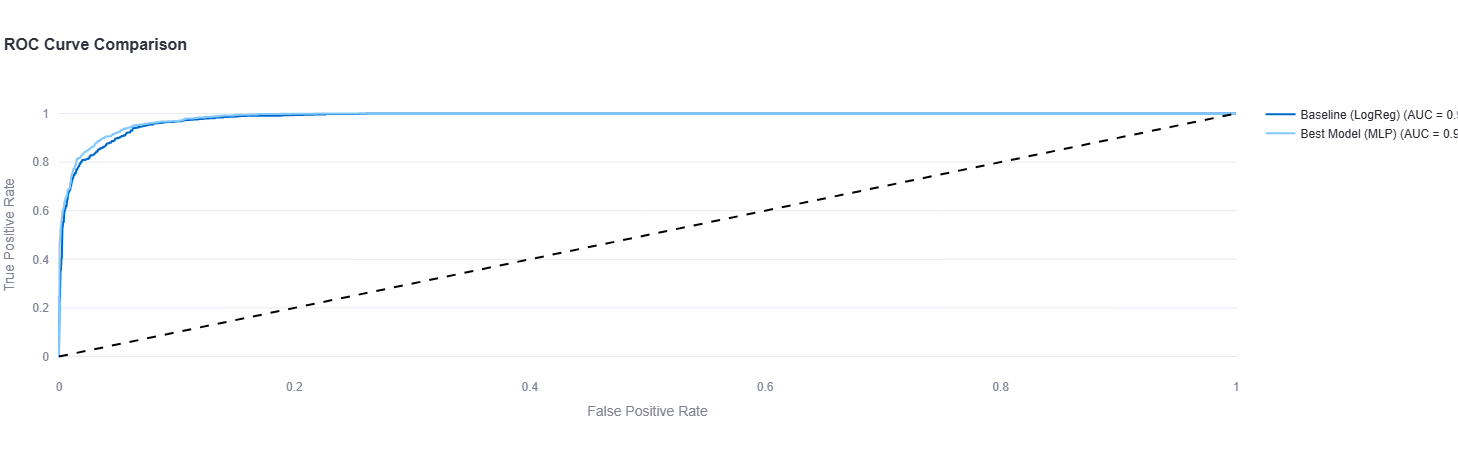 ROC Curve Comparison
1
0.8
0.6
0.4
0.2
0
True Positive Rate
0
0.2
0.4
0.6
0.8
1
False Positive Rate
Baseline (LogReg) (AUC = 0.9
Best Model (MLP) (AUC = 0.9